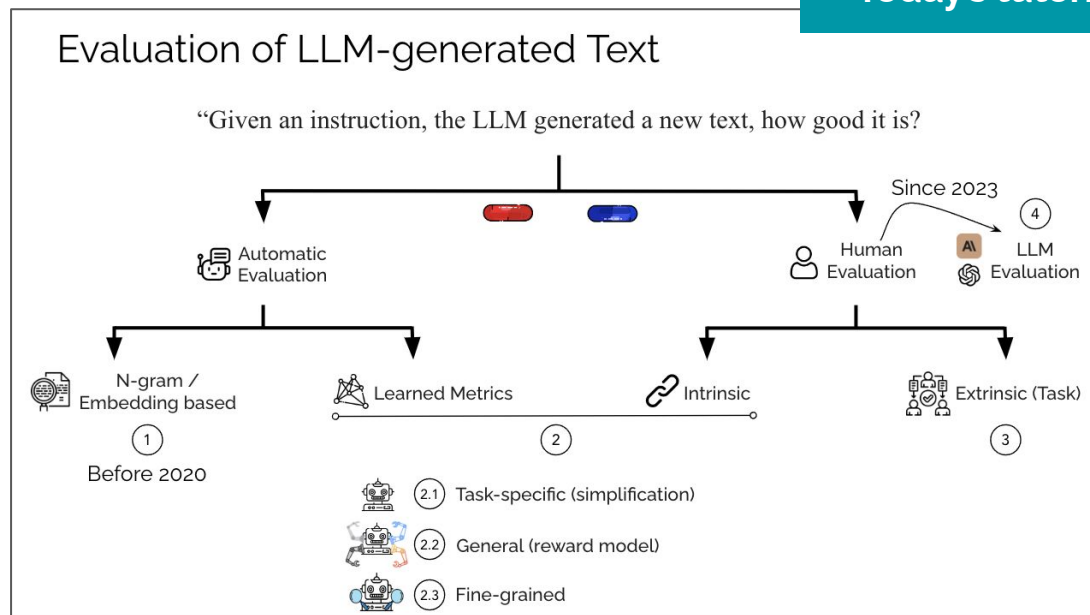 Today's tutorial
Evaluation of LLM-generated Text
“Given an instruction, the LLM generated a new text, how good it is?
Since 2023
4
Automatic
Evaluation
Human
Evaluation
A\
LLM
Evaluation
N-gram /
Embedding based
Learned Metrics
Intrinsic
Extrinsic (Task)
1
2
3
Before 2020
2.1 Task-specific (simplification)
2.2 General (reward model)
2.3 Fine-grained